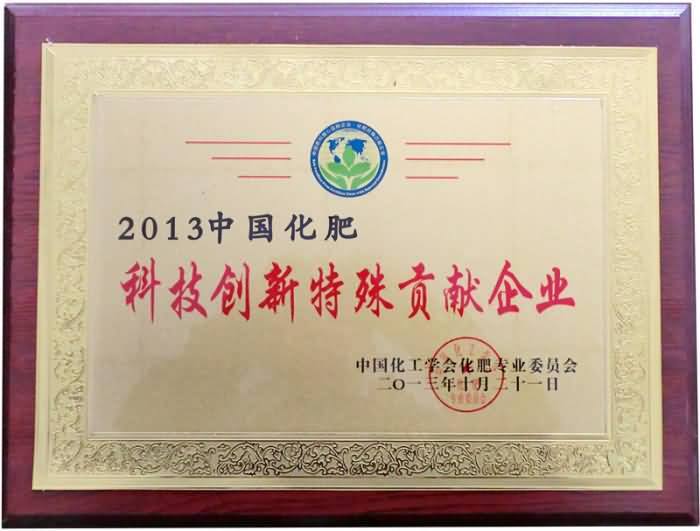 2013中国化肥
科技创新特殊贡献企业
中国化工学会化肥专业委员会
二〇一三年十月二十一日